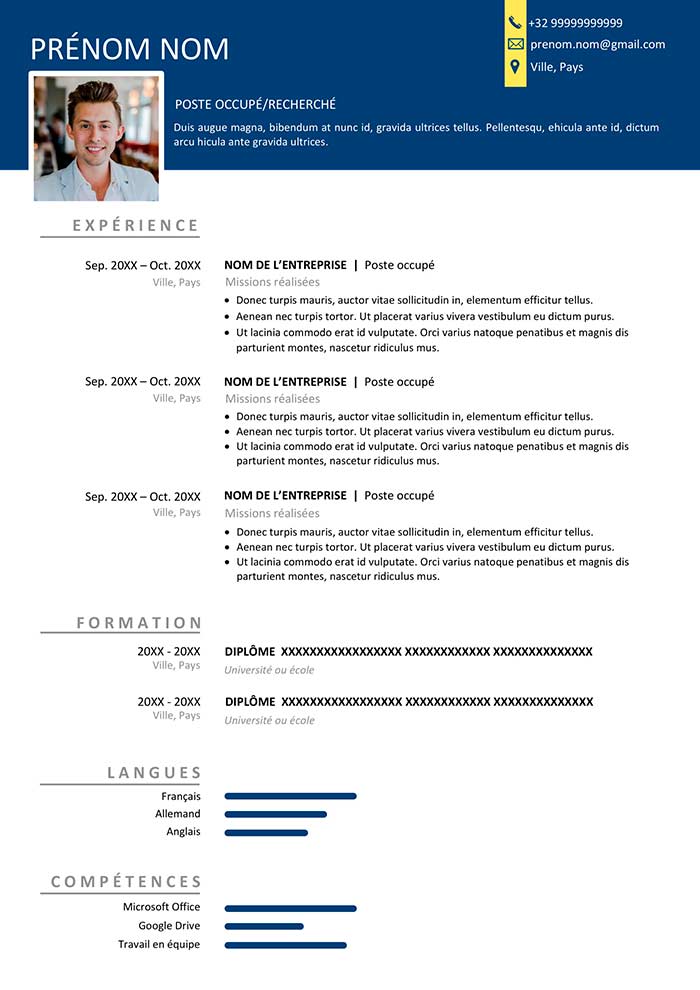 PRÉNOM NOM
+32 99999999999
prenom.nom@gmail.com
Ville, Pays
POSTE OCCUPÉ/RECHERCHÉ
Duis augue magna, bibendum at nunc id, gravida ultrices tellus. Pellentesqu, ehicula ante id, dictum
arcu hicula ante gravida ultrices.
EXPÉRIENCE
Sep. 20XX – Oct. 20XX
Ville, Pays
NOM DE L’ENTREPRISE | Poste occupé
Missions réalisées
• Donec turpis mauris, auctor vitae sollicitudin in, elementum efficitur tellus.
• Aenean nec turpis tortor. Ut placerat varius vivera vestibulum eu dictum purus.
• Ut lacinia commodo erat id vulputate. Orci varius natoque penatibus et magnis dis
parturient montes, nascetur ridiculus mus.
Sep. 20XX – Oct. 20XX
Ville, Pays
NOM DE L’ENTREPRISE | Poste occupé
Missions réalisées
• Donec turpis mauris, auctor vitae sollicitudin in, elementum efficitur tellus.
• Aenean nec turpis tortor. Ut placerat varius vivera vestibulum eu dictum purus.
• Ut lacinia commodo erat id vulputate. Orci varius natoque penatibus et magnis dis
parturient montes, nascetur ridiculus mus.
Sep. 20XX – Oct. 20XX
Ville, Pays
NOM DE L’ENTREPRISE | Poste occupé
Missions réalisées
• Donec turpis mauris, auctor vitae sollicitudin in, elementum efficitur tellus.
• Aenean nec turpis tortor. Ut placerat varius vivera vestibulum eu dictum purus.
• Ut lacinia commodo erat id vulputate. Orci varius natoque penatibus et magnis dis
parturient montes, nascetur ridiculus mus.
FORMATION
20XX - 20XX
Ville, Pays
DIPLÔME XXXXXXXXXXXXXXXXX XXXXXXXXXXXX XXXXXXXXXXXXXX
Université ou école
20XX - 20XX
Ville, Pays
DIPLÔME XXXXXXXXXXXXXXXXX XXXXXXXXXXXX XXXXXXXXXXXXXX
Université ou école
LANGUES
Français
Allemand
Anglais
COMPÉTENCES
Microsoft Office
Google Drive
Travail en équipe